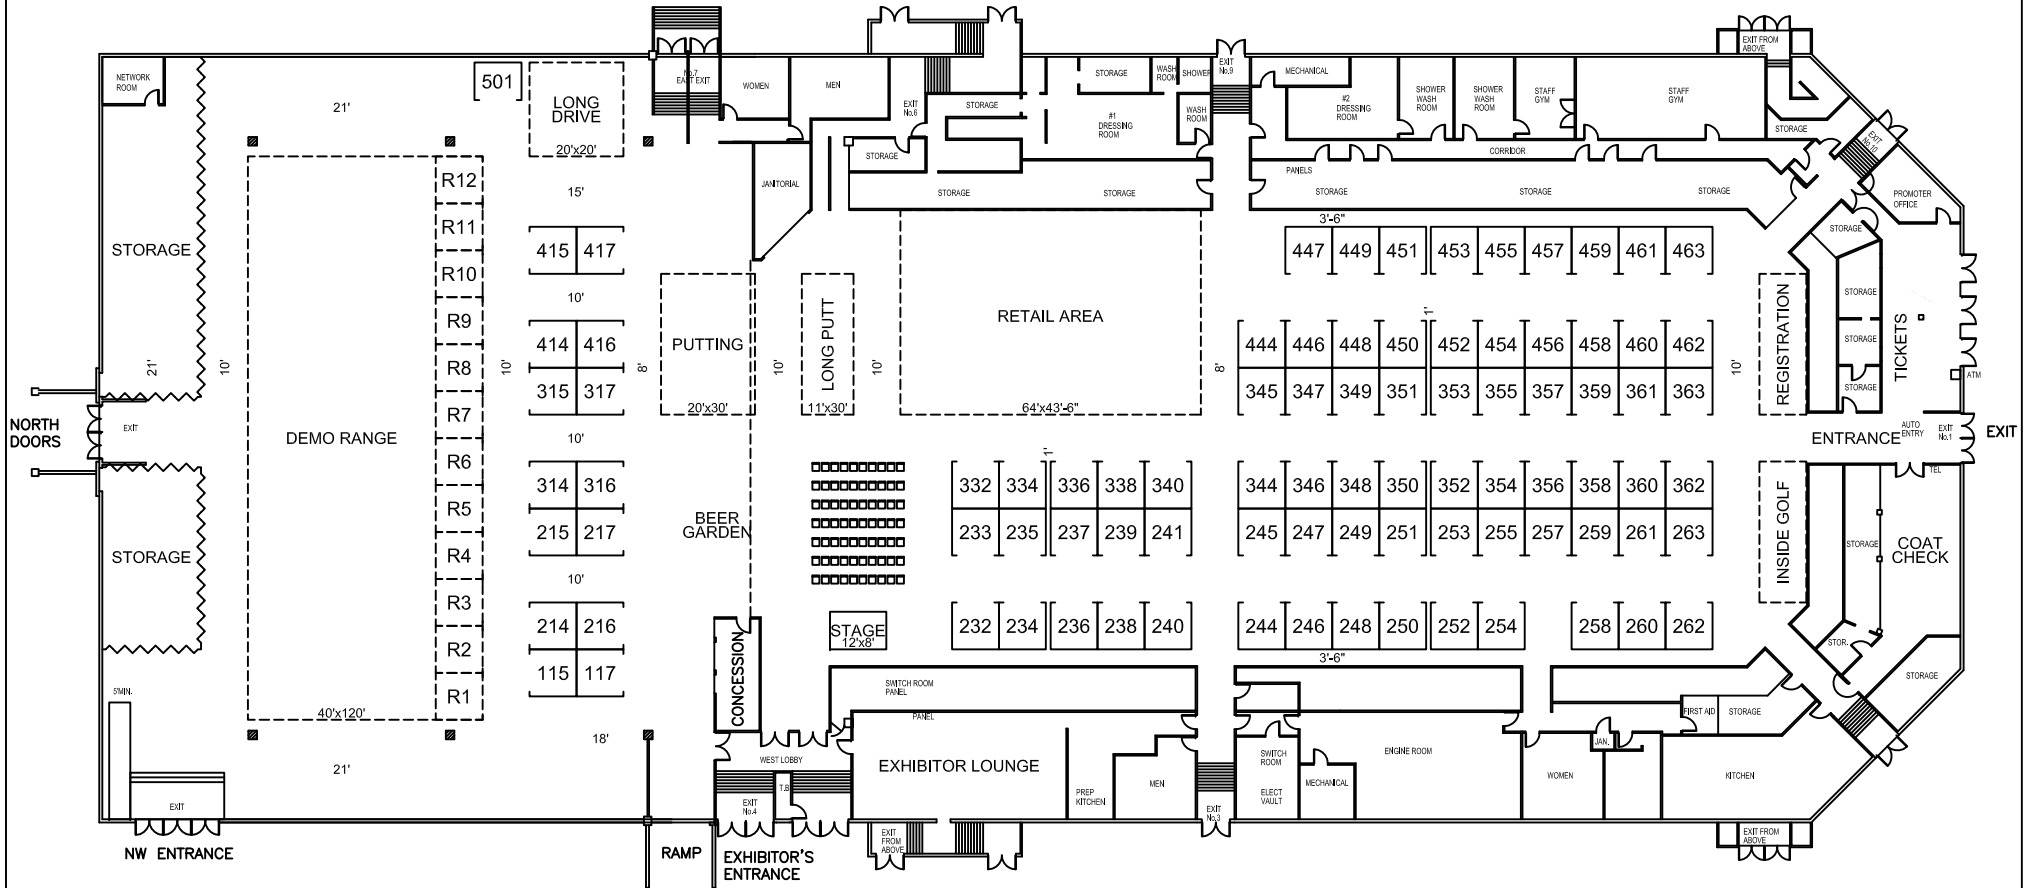 EXIT FROM
ABOVE
NETWORK
ROOM
501
LONG
DRIVE
20'x20'
No.7
EAST EXIT
WOMEN
MEN
EXIT
No.6
STORAGE
WASH
ROOM
SHOWER
EXIT
No.9
MECHANICAL
21'
STORAGE
#1
DRESSING
ROOM
WASH
ROOM
#2
DRESSING
ROOM
SHOWER
WASH
ROOM
SHOWER
WASH
ROOM
STAFF
GYM
STAFF
GYM
STORAGE
EXIT
No.10
STORAGE
CORRIDOR
PANELS
JANITORIAL
STORAGE
STORAGE
STORAGE
STORAGE
STORAGE
PROMOTER
OFFICE
R12
R11
R10
R9
R8
R7
R6
R5
R4
R3
R2
R1
15'
3'-6"
STORAGE
STORAGE
415 417
447 449 451 453 455 457 459 461 463
10'
STORAGE
STORAGE
STORAGE
TICKETS
ATM
REGISTRATION
RETAIL AREA
64'x43'-6"
PUTTING
20'x30'
LONG PUTT
11'x30'
1'
414 416
444 446 448 450 452 454 456 458 460 462
21'
10'
10'
8'
10'
10'
8'
10'
315 317
345 347 349 351 353 355 357 359 361 363
NORTH
DOORS
EXIT
DEMO RANGE
40'x120'
10'
1'
ENTRANCE
AUTO
ENTRY
EXIT
No.1
EXIT
TEL
314 316
332 334 336 338 340
344 346 348 350 352 354 356 358 360 362
BEER
GARDEN
215 217
233 235 237 239 241
245 247 249 251 253 255 257 259 261 263
STORAGE
INSIDE GOLF
STORAGE
COAT
CHECK
10'
214 216
STAGE
12'x8'
232 234 236 238 240
244 246 248 250 252 254 258 260 262
STOR.
115 117
CONCESSION
3'-6"
SWITCH ROOM
PANEL
STORAGE
5'MIN.
PANEL
FIRST AID
STORAGE
18'
21'
WEST LOBBY
EXHIBITOR LOUNGE
SWITCH
ROOM
ENGINE ROOM
JAN.
T.B
PREP
KITCHEN
MEN
ELECT
VAULT
MECHANICAL
WOMEN
KITCHEN
EXIT
EXIT
No.4
EXIT
No.3
EXIT
FROM
ABOVE
EXIT FROM
ABOVE
NW ENTRANCE
RAMP
EXHIBITOR'S
ENTRANCE